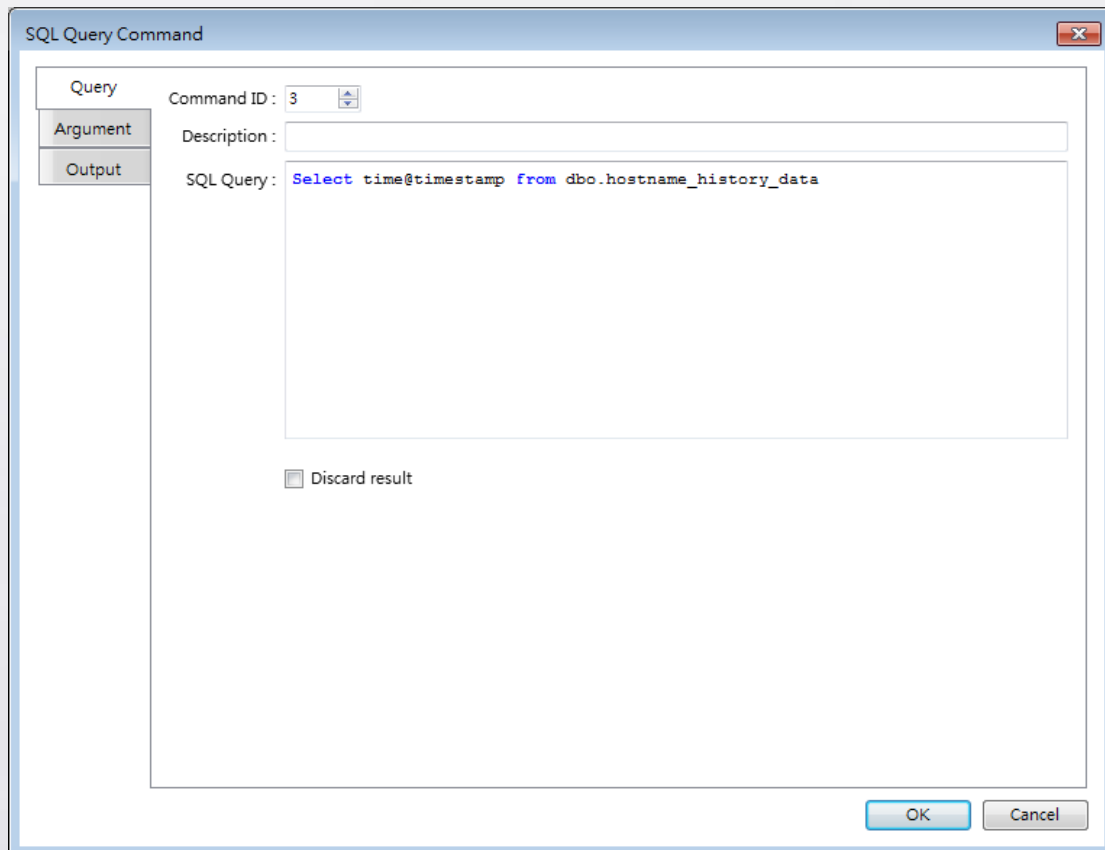 SQL Query Command
Query
Argument
Output
Command ID : 3
Description :
SQL Query : Select time@timestamp from dbo.hostname_history_data
Discard result
OK Cancel